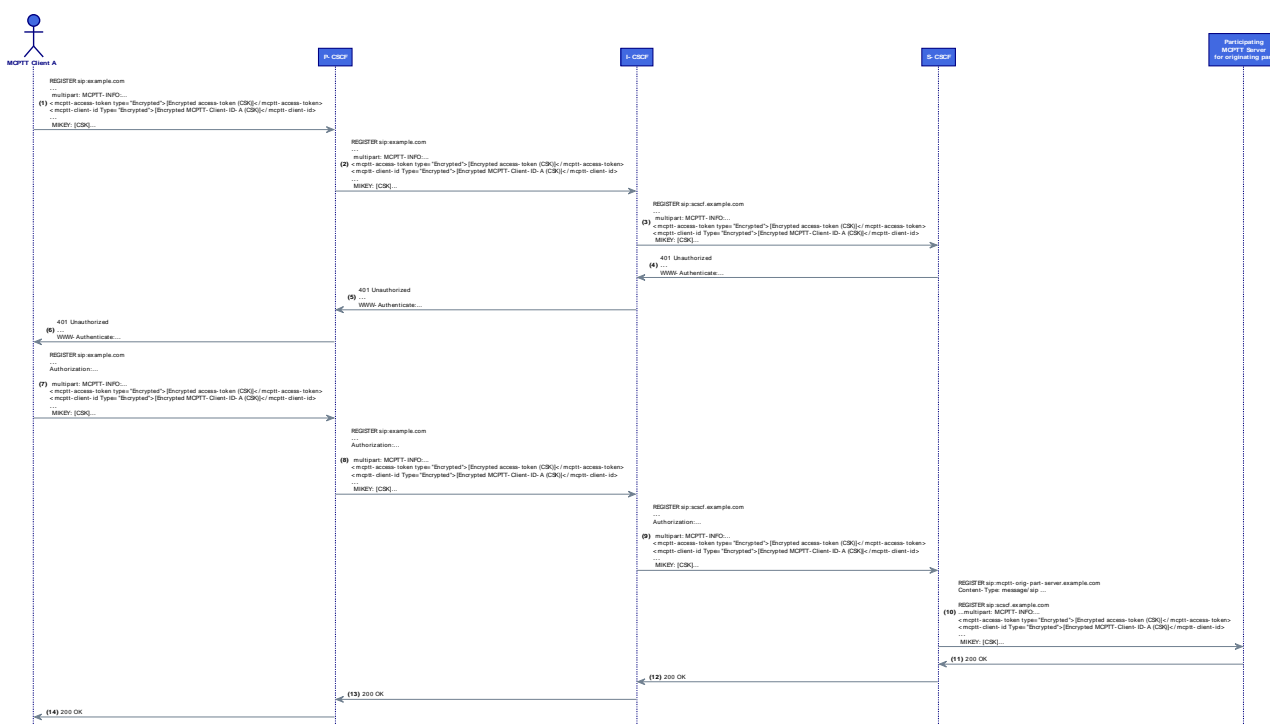 MCPTT Client A
P- CSCF
I- CSCF
S- CSCF
Participating
MCPTT Server
for originating
REGISTER sip:example.com
...
multipart: MCPTT- INFO:...
(1) <mcptt-access-token type="Encrypted">[Encrypted access-token (CSK)]</mcptt-access-token>
<mcptt-client-id Type="Encrypted">[Encrypted MCPTT-Client-ID-A (CSK)]</mcptt-client-id>
...
MIKEY: [CSK]...
REGISTER sip:example.com
...
multipart: MCPTT- INFO:...
(2) <mcptt-access-token type="Encrypted">[Encrypted access-token (CSK)]</mcptt-access-token>
<mcptt-client-id Type="Encrypted">[Encrypted MCPTT-Client-ID-A (CSK)]</mcptt-client-id>
...
MIKEY: [CSK]...
REGISTER sip:scscf.example.com
...
(3) multipart: MCPTT- INFO:...
<mcptt-access-token type="Encrypted">[Encrypted access-token (CSK)]</mcptt-access-token>
<mcptt-client-id Type="Encrypted">[Encrypted MCPTT-Client-ID-A (CSK)]</mcptt-client-id>
MIKEY: [CSK]...
401 Unauthorized
(4) ...
WWW- Authenticate:...
401 Unauthorized
(5) ...
WWW- Authenticate:...
401 Unauthorized
(6) ...
WWW- Authenticate:...
REGISTER sip:example.com
...
Authorization:...
(7) multipart: MCPTT- INFO:...
<mcptt-access-token type="Encrypted">[Encrypted access-token (CSK)]</mcptt-access-token>
<mcptt-client-id Type="Encrypted">[Encrypted MCPTT-Client-ID-A (CSK)]</mcptt-client-id>
...
MIKEY: [CSK]...
REGISTER sip:example.com
...
Authorization:...
(8) multipart: MCPTT- INFO:...
<mcptt-access-token type="Encrypted">[Encrypted access-token (CSK)]</mcptt-access-token>
<mcptt-client-id Type="Encrypted">[Encrypted MCPTT-Client-ID-A (CSK)]</mcptt-client-id>
...
MIKEY: [CSK]...
REGISTER sip:scscf.example.com
...
Authorization:...
(9) multipart: MCPTT- INFO:...
<mcptt-access-token type="Encrypted">[Encrypted access-token (CSK)]</mcptt-access-token>
<mcptt-client-id Type="Encrypted">[Encrypted MCPTT-Client-ID-A (CSK)]</mcptt-client-id>
...
MIKEY: [CSK]...
REGISTER sip:mcptt-orig-part-server.example.com
Content- Type: message/sip ...
REGISTER sip:scscf.example.com
(10) ...multipart: MCPTT- INFO:...
<mcptt-access-token type="Encrypted">[Encrypted access-token (CSK)]</mcptt-access-token>
<mcptt-client-id Type="Encrypted">[Encrypted MCPTT-Client-ID-A (CSK)]</mcptt-client-id>
...
MIKEY: [CSK]...
(11) 200 OK
(12) 200 OK
(13) 200 OK
(14) 200 OK